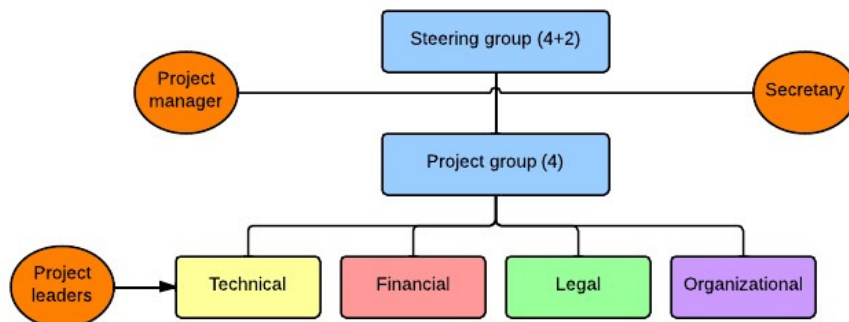 Steering group (4+2)
Project
manager
Secretary
Project group (4)
Project
leaders
Technical
Financial
Legal
Organizational